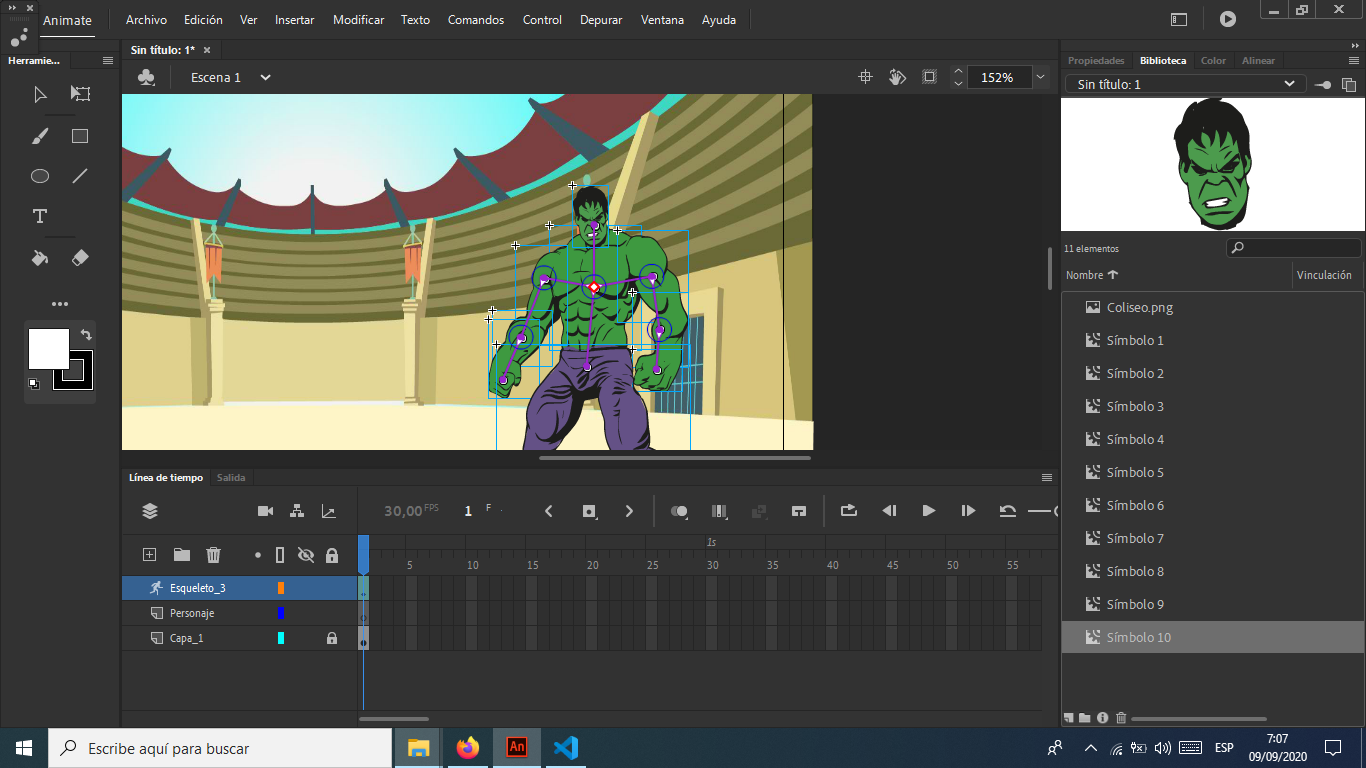 Animate
Archivo Edición Ver Insertar Modificar Texto Comandos Control Depurar Ventana Ayuda
Herramie...
Sin título: 1*
Escena 1
152%
Propiedades Biblioteca Color Alinear
Sin título: 1
11 elementos
Nombre Vinculación
Coliseo.png
Símbolo 1
Símbolo 2
Símbolo 3
Símbolo 4
Símbolo 5
Símbolo 6
Símbolo 7
Símbolo 8
Símbolo 9
Símbolo 10
Línea de tiempo Salida
30,00 FPS 1 F
1s
5 10 15 20 25 30 35 40 45 50 55
Esqueleto_3
Personaje
Capa_1
Escribe aquí para buscar
An
ESP
7:07
09/09/2020